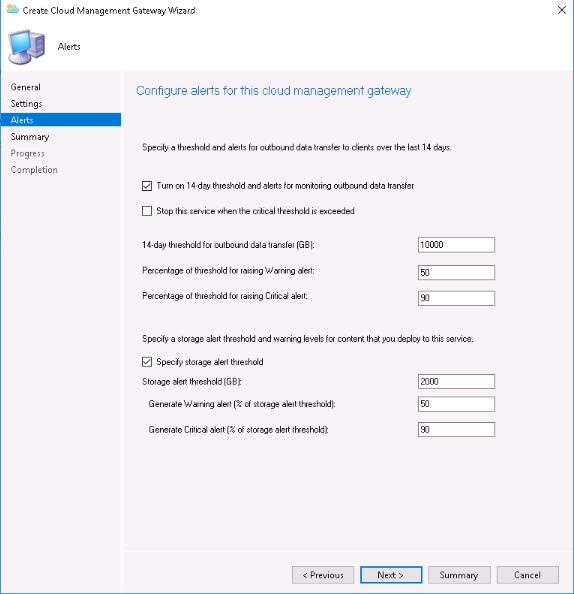 Create Cloud Management Gateway Wizard
Alerts
General
Settings
Alerts
Summary
Progress
Completion
Configure alerts for this cloud management gateway
Specify a threshold and alerts for outbound data transfer to clients over the last 14 days.
Turn on 14-day threshold and alerts for monitoring outbound data transfer
Stop this service when the critical threshold is exceeded
14-day threshold for outbound data transfer (GB): 10000
Percentage of threshold for raising Warning alert: 50
Percentage of threshold for raising Critical alert: 90
Specify a storage alert threshold and warning levels for content that you deploy to this service.
Specify storage alert threshold
Storage alert threshold (GB): 2000
Generate Warning alert (% of storage alert threshold): 50
Generate Critical alert (% of storage alert threshold): 90
< Previous Next > Summary Cancel